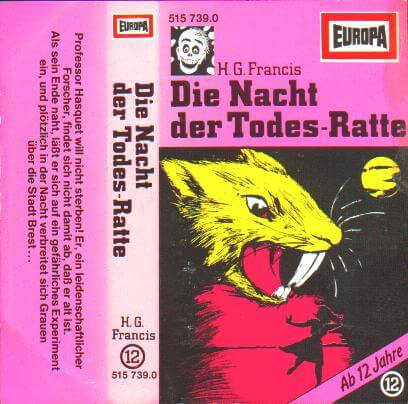 Professor Hasquet will nicht sterben! Er, ein leidenschaftlicher
Forscher, findet sich nicht damit ab, daß er alt ist.
Als sein Ende naht, läßt er sich auf ein gefährliches Experiment
ein, und plötzlich in der Nacht verbreitet sich Grauen
über die Stadt Brest ...
EUROPA
Die Nacht
der Todes-Ratte
H. G.
Francis
12
515 739.0
515 739.0
EUROPA
H. G. Francis
Die Nacht
der Todes-Ratte
Ab 12 Jahre
12